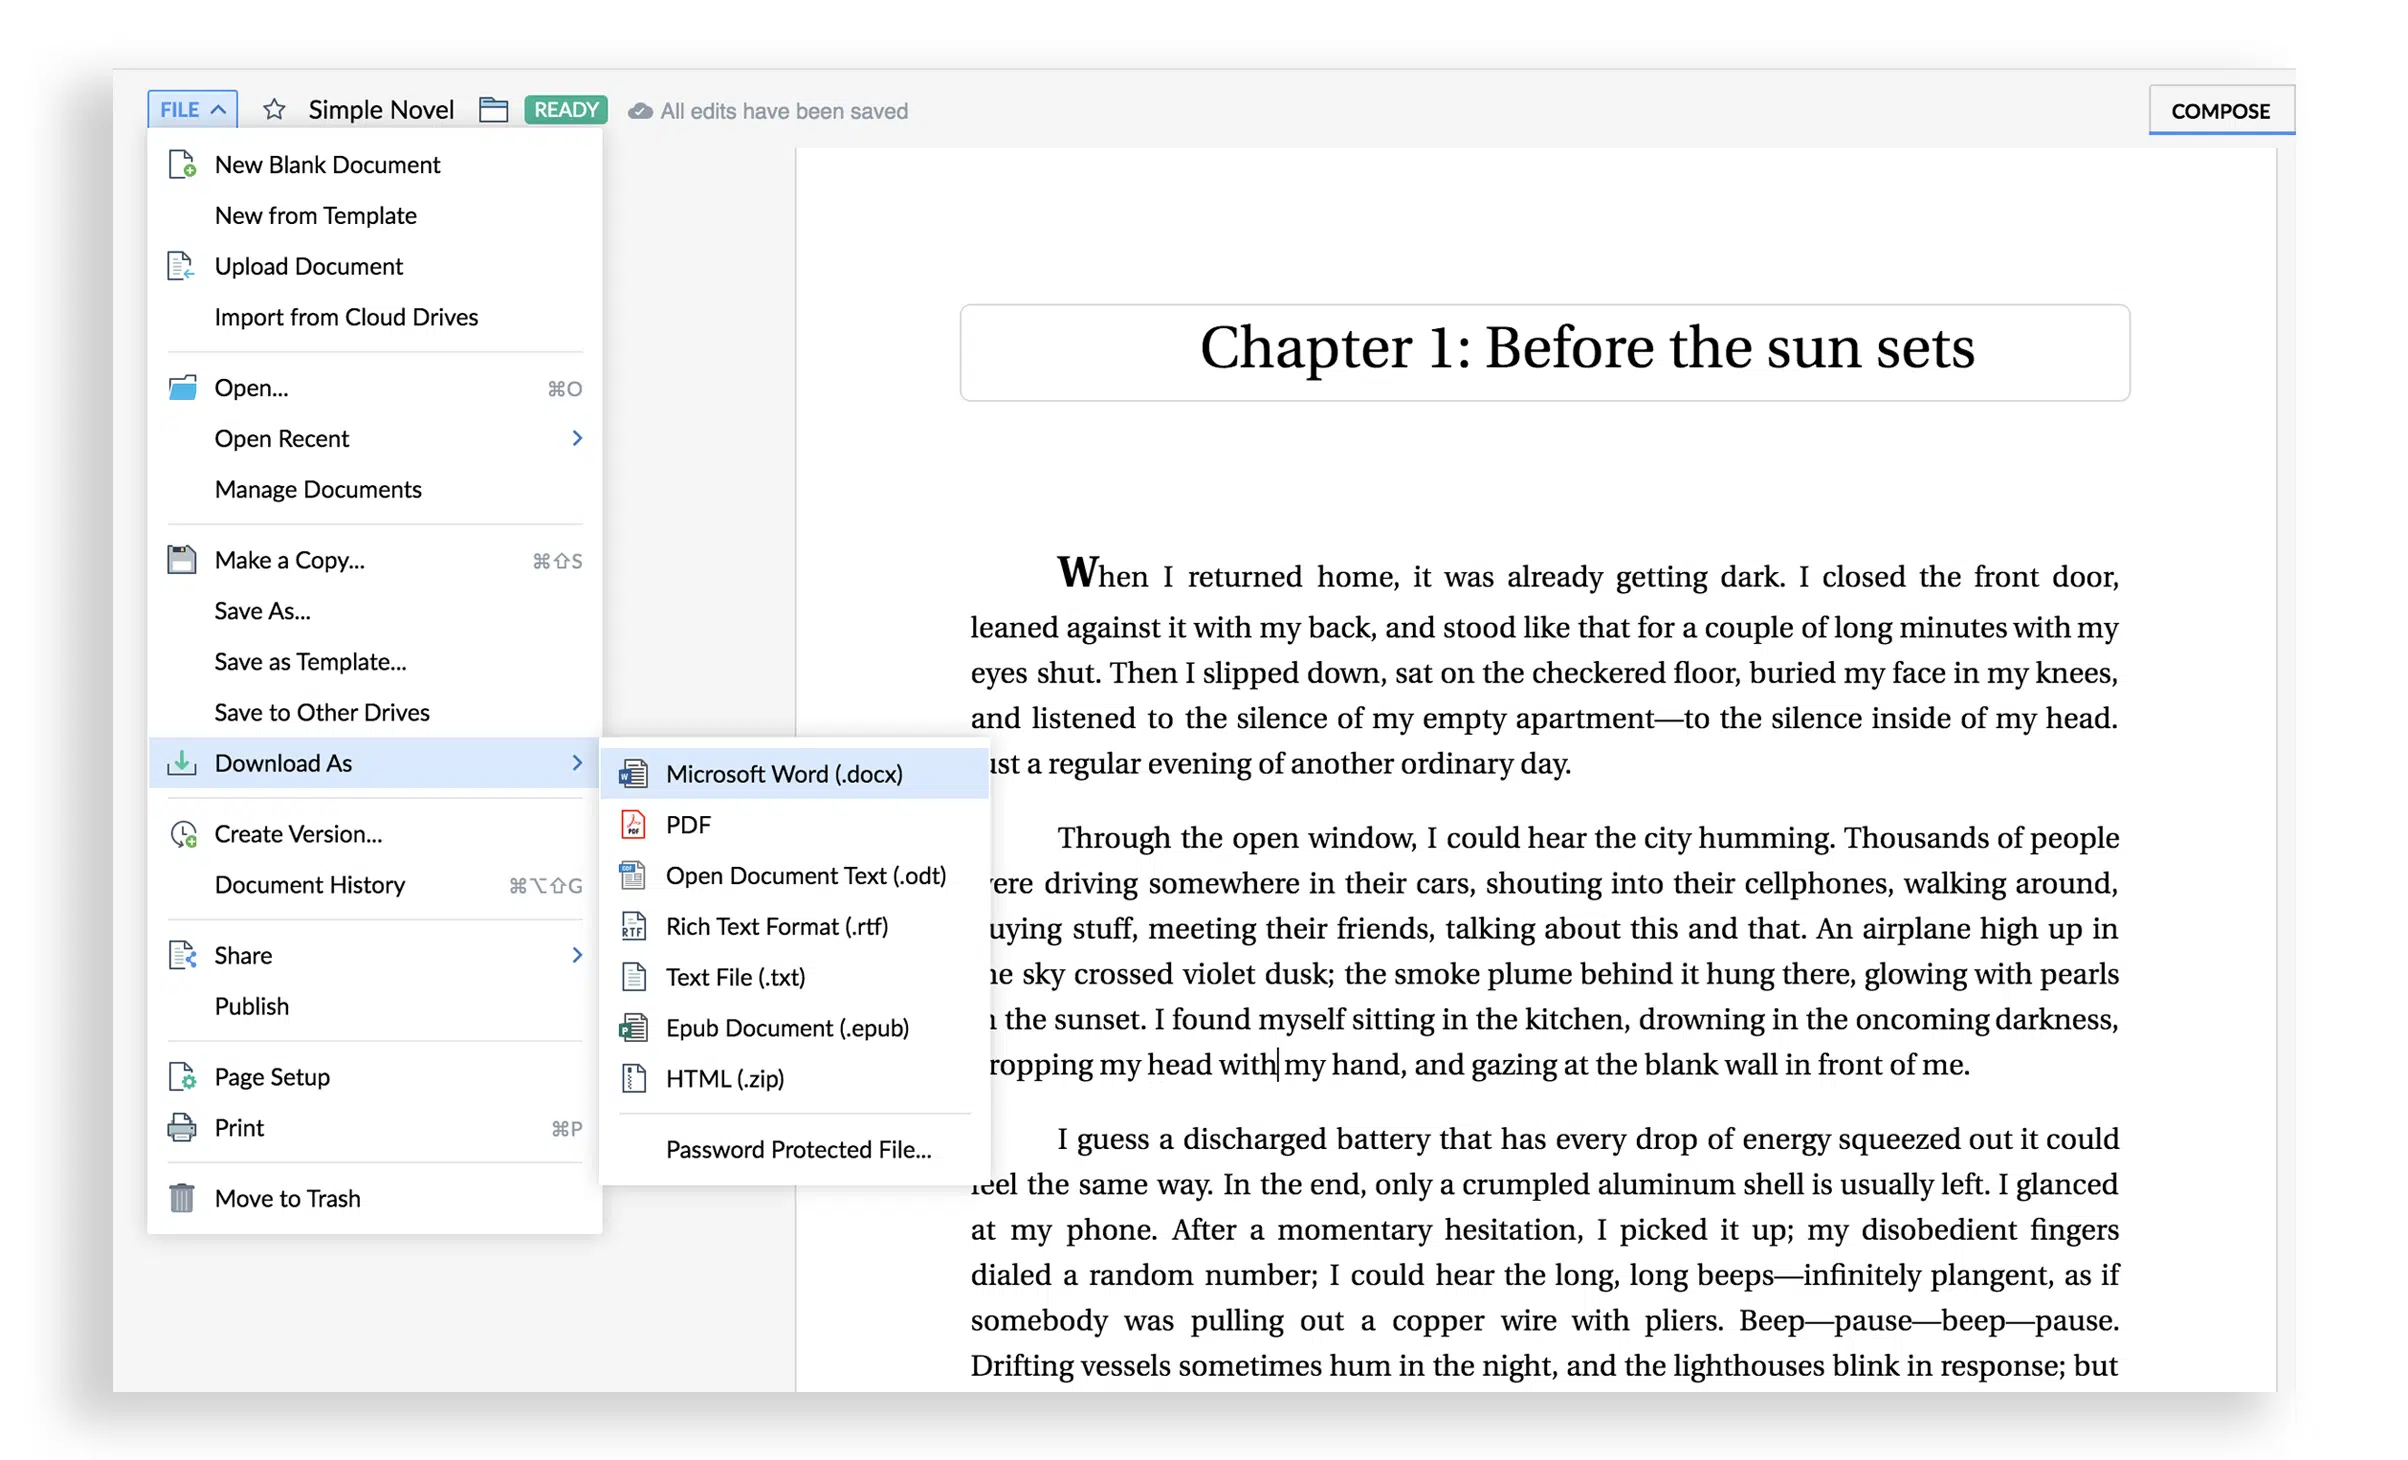 FILE Simple Novel READY All edits have been saved COMPOSE
New Blank Document
New from Template
Upload Document
Import from Cloud Drives
Open... ⌘O
Open Recent
Manage Documents
Make a Copy... ⌘⇧S
Save As...
Save as Template...
Save to Other Drives
Download As
Create Version...
Document History ⌘⌥⇧G
Share
Publish
Page Setup
Print ⌘P
Move to Trash
Microsoft Word (.docx)
PDF
Open Document Text (.odt)
Rich Text Format (.rtf)
Text File (.txt)
Epub Document (.epub)
HTML (.zip)
Password Protected File...
Chapter 1: Before the sun sets
When I returned home, it was already getting dark. I closed the front door,
leaned against it with my back, and stood like that for a couple of long minutes with my
eyes shut. Then I slipped down, sat on the checkered floor, buried my face in my knees,
and listened to the silence of my empty apartment—to the silence inside of my head.
ust a regular evening of another ordinary day.
Through the open window, I could hear the city humming. Thousands of people
ere driving somewhere in their cars, shouting into their cellphones, walking around,
uying stuff, meeting their friends, talking about this and that. An airplane high up in
he sky crossed violet dusk; the smoke plume behind it hung there, glowing with pearls
the sunset. I found myself sitting in the kitchen, drowning in the oncoming darkness,
ropping my head with my hand, and gazing at the blank wall in front of me.
I guess a discharged battery that has every drop of energy squeezed out it could
feel the same way. In the end, only a crumpled aluminum shell is usually left. I glanced
at my phone. After a momentary hesitation, I picked it up; my disobedient fingers
dialed a random number; I could hear the long, long beeps—infinitely plangent, as if
somebody was pulling out a copper wire with pliers. Beep—pause—beep—pause.
Drifting vessels sometimes hum in the night, and the lighthouses blink in response; but